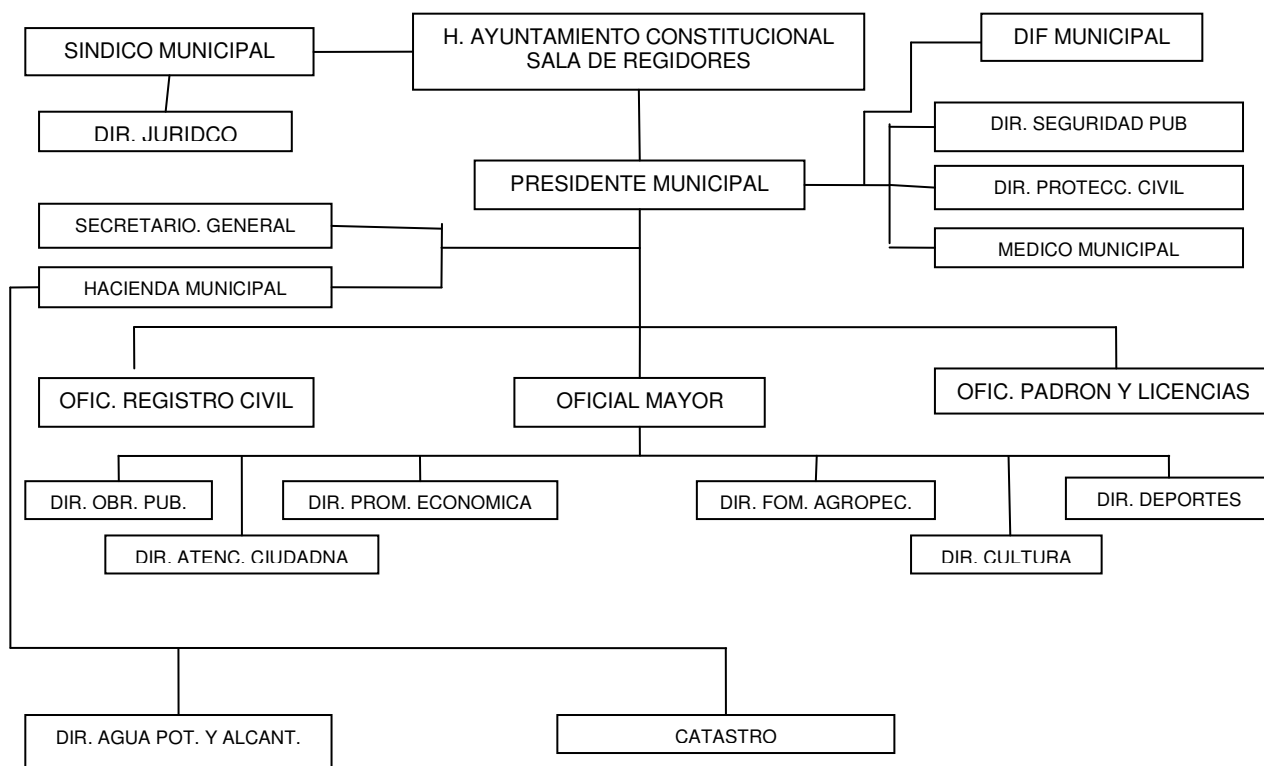 SINDICO MUNICIPAL
H. AYUNTAMIENTO CONSTITUCIONAL
SALA DE REGIDORES
DIF MUNICIPAL
DIR. JURIDCO
DIR. SEGURIDAD PUB
PRESIDENTE MUNICIPAL
DIR. PROTECC. CIVIL
SECRETARIO. GENERAL
MEDICO MUNICIPAL
HACIENDA MUNICIPAL
OFIC. REGISTRO CIVIL
OFICIAL MAYOR
OFIC. PADRON Y LICENCIAS
DIR. OBR. PUB.
DIR. PROM. ECONOMICA
DIR. FOM. AGROPEC.
DIR. DEPORTES
DIR. ATENC. CIUDADNA
DIR. CULTURA
DIR. AGUA POT. Y ALCANT.
CATASTRO